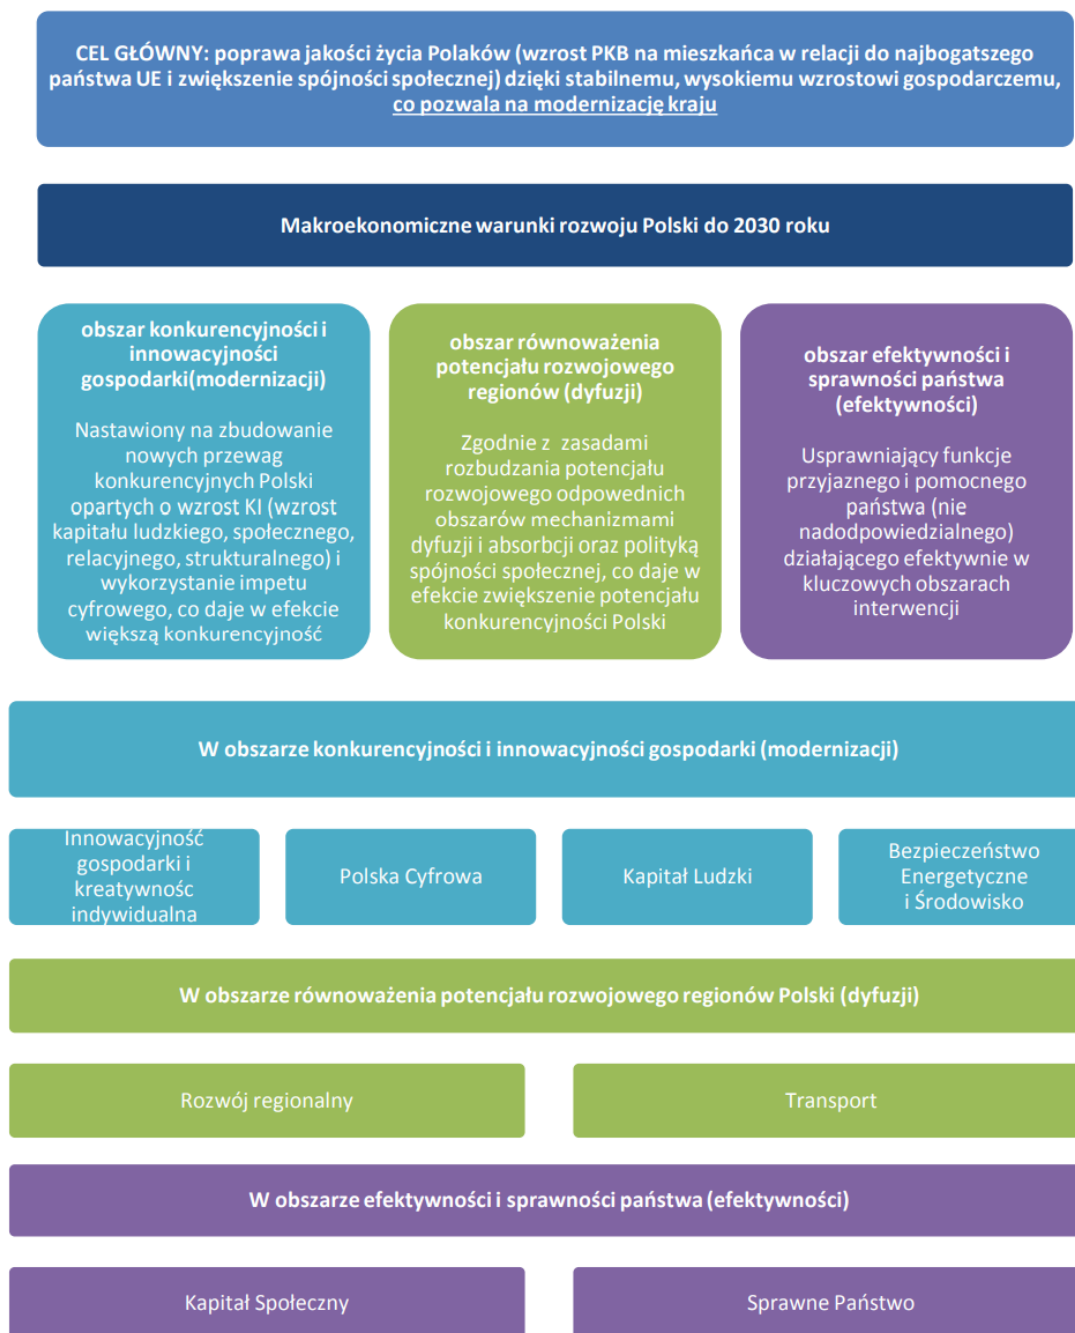 CEL GŁÓWNY: poprawa jakości życia Polaków (wzrost PKB na mieszkańca w relacji do najbogatszego
państwa UE i zwiększenie spójności społecznej) dzięki stabilnemu, wysokiemu wzrostowi gospodarczemu,
co pozwala na modernizację kraju
Makroekonomiczne warunki rozwoju Polski do 2030 roku
obszar konkurencyjności i
innowacyjności
gospodarki(modernizacji)
Nastawiony na zbudowanie
nowych przewag
konkurencyjnych Polski
opartych o wzrost KI (wzrost
kapitału ludzkiego, społecznego,
relacyjnego, strukturalnego) i
wykorzystanie impetu
cyfrowego, co daje w efekcie
większą konkurencyjność
obszar równoważenia
potencjału rozwojowego
regionów (dyfuzji)
Zgodnie z zasadami
rozbudzania potencjału
rozwojowego odpowednich
obszarów mechanizmami
dyfuzji i absorbcji oraz polityką
spójności społecznej, co daje w
efekcie zwiększenie potencjału
konkurencyjności Polski
obszar efektywności i
sprawności państwa
(efektywności)
Usprawniający funkcje
przyjaznego i pomocnego
państwa (nie
nadodpowiedzialnego)
działającego efektywnie w
kluczowych obszarach
interwencji
W obszarze konkurencyjności i innowacyjności gospodarki (modernizacji)
Innowacyjność
gospodarki i
kreatywnośc
indywidualna
Polska Cyfrowa
Kapitał Ludzki
Bezpieczeństwo
Energetyczne
i Środowisko
W obszarze równoważenia potencjału rozwojowego regionów Polski (dyfuzji)
Rozwój regionalny
Transport
W obszarze efektywności i sprawności państwa (efektywności)
Kapitał Społeczny
Sprawne Państwo